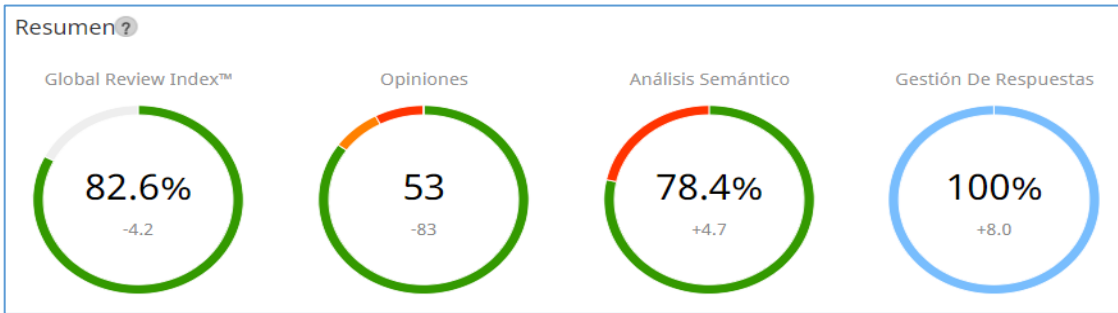 Resumen ?
Global Review Index™
Opiniones
Análisis Semántico
Gestión De Respuestas
82.6%
53
78.4%
100%
-4.2
-83
+4.7
+8.0